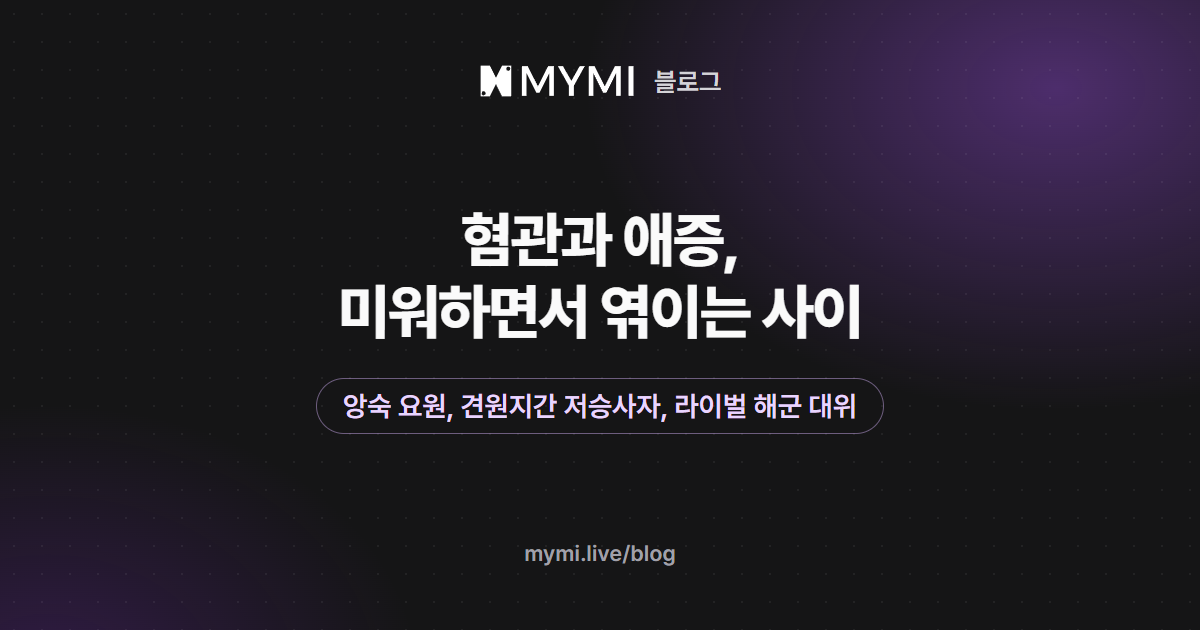 MYMI 블로그
혐관과 애증,
미워하면서 엮이는 사이
앙숙 요원, 견원지간 저승사자, 라이벌 해군 대위
mymi.live/blog